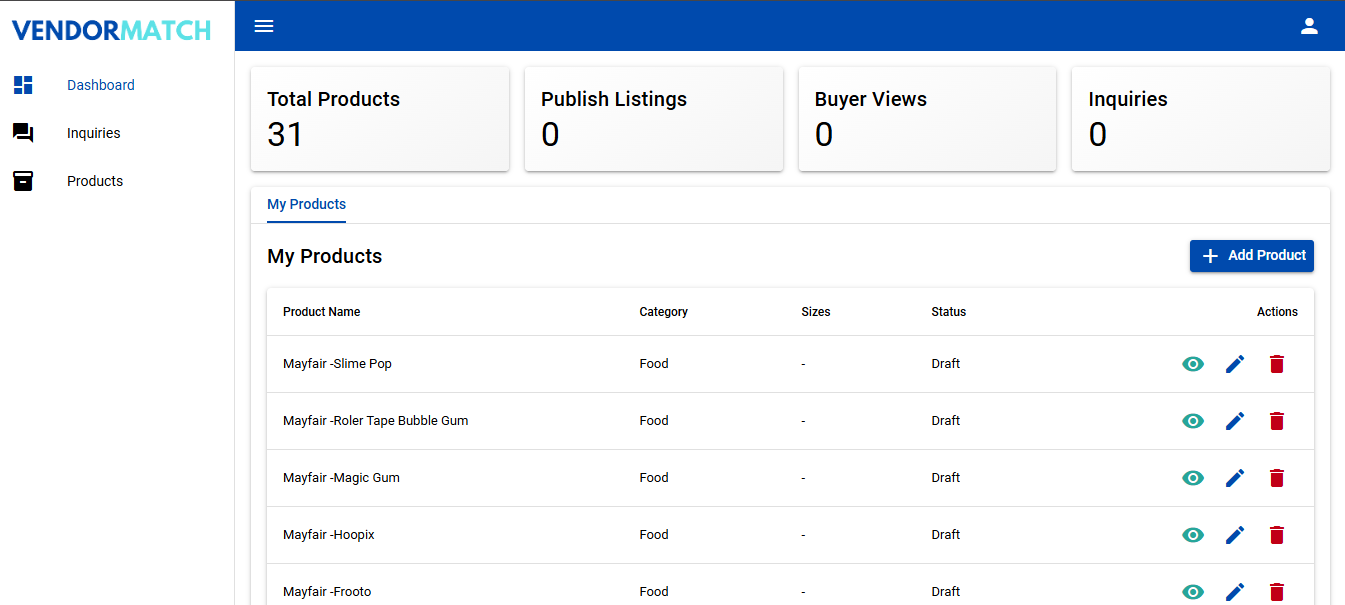 VENDORMATCH
Dashboard
Inquiries
Products
Total Products
31
Publish Listings
0
Buyer Views
0
Inquiries
0
My Products
My Products
Add Product
Product Name Category Sizes Status Actions
Mayfair -Slime Pop Food - Draft
Mayfair -Roler Tape Bubble Gum Food - Draft
Mayfair -Magic Gum Food - Draft
Mayfair -Hoopix Food - Draft
Mayfair -Frooto Food - Draft